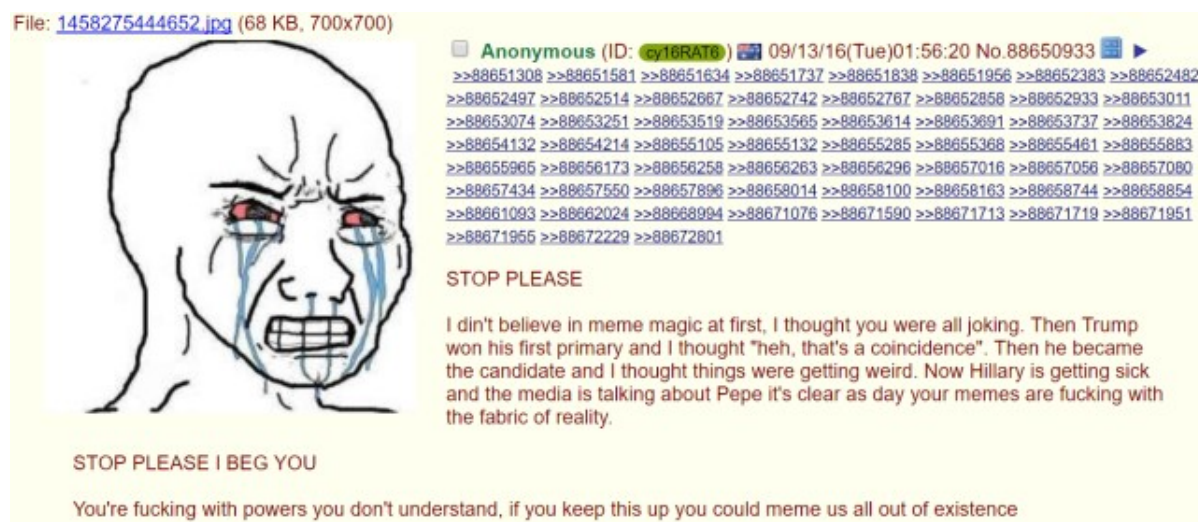 File: 1458275444652.jpg (68 KB, 700x700)
Anonymous (ID: cy16RAT6) 09/13/16(Tue)01:56:20 No.88650933
>>88651308 >>88651581 >>88651634 >>88651737 >>88651838 >>88651956 >>88652383 >>88652482
>>88652497 >>88652514 >>88652667 >>88652742 >>88652767 >>88652858 >>88652933 >>88653011
>>88653074 >>88653251 >>88653519 >>88653565 >>88653614 >>88653691 >>88653737 >>88653824
>>88654132 >>88654214 >>88655105 >>88655132 >>88655285 >>88655368 >>88655461 >>88655883
>>88655965 >>88656173 >>88656258 >>88656263 >>88656296 >>88657016 >>88657056 >>88657080
>>88657434 >>88657550 >>88657896 >>88658014 >>88658100 >>88658163 >>88658744 >>88658854
>>88661093 >>88662024 >>88668994 >>88671076 >>88671590 >>88671713 >>88671719 >>88671951
>>88671955 >>88672229 >>88672801
STOP PLEASE
I din't believe in meme magic at first, I thought you were all joking. Then Trump
won his first primary and I thought "heh, that's a coincidence". Then he became
the candidate and I thought things were getting weird. Now Hillary is getting sick
and the media is talking about Pepe it's clear as day your memes are fucking with
the fabric of reality.
STOP PLEASE I BEG YOU
You're fucking with powers you don't understand, if you keep this up you could meme us all out of existence